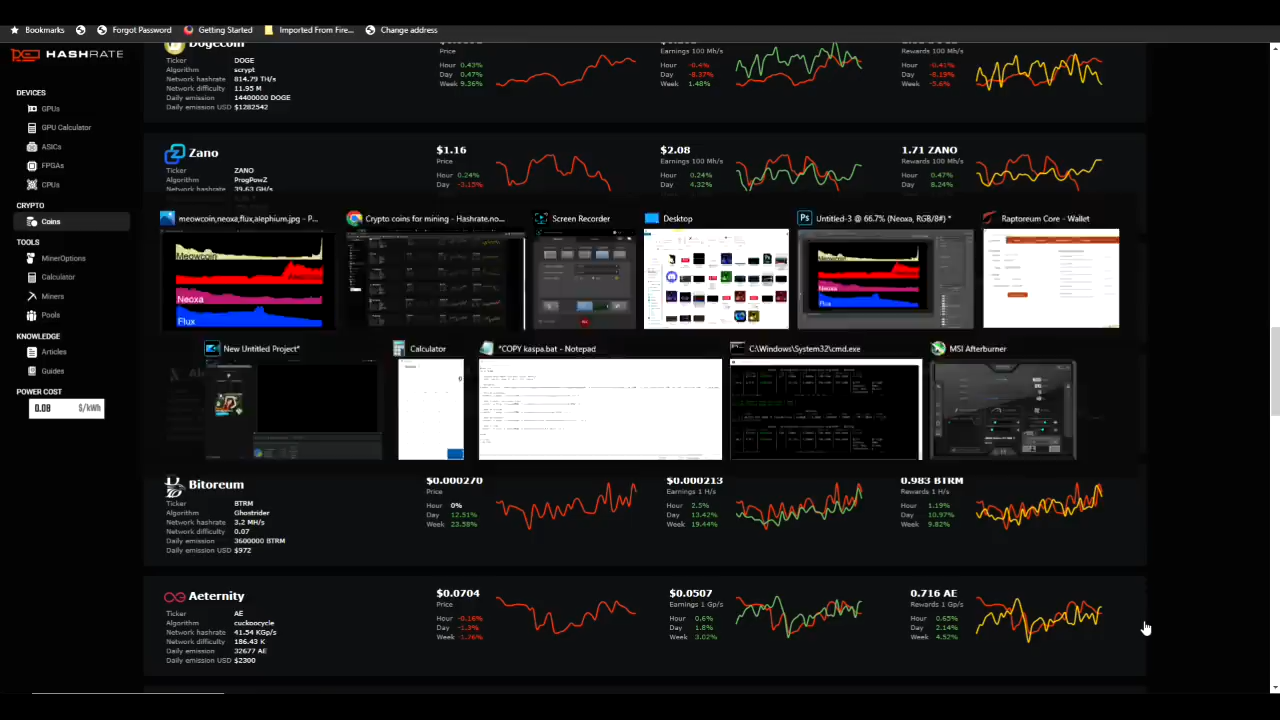 Bookmarks Forgot Password Getting Started Imported From Fire... Change address
HASHRATE
DEVICES
GPUs
GPU Calculator
ASICs
FPGAs
CPUs
CRYPTO
Coins
TOOLS
MinerOptions
Calculator
Miners
Pools
KNOWLEDGE
Articles
Guides
POWER COST
0.08 $/kWh
Dogecoin
Ticker DOGE
Algorithm scrypt
Network hashrate 814.79 TH/s
Network difficulty 11.95 M
Daily emission 14400000 DOGE
Daily emission USD $1282542
Price
Hour 0.43%
Day 0.47%
Week 9.36%
Earnings 100 Mh/s
Hour -0.4%
Day -8.37%
Week 1.48%
Rewards 100 Mh/s
Hour -0.41%
Day -8.19%
Week -5.6%
Zano
Ticker ZANO
Algorithm ProgPowZ
Network hashrate 39.63 GH/s
$1.16
Price
Hour 0.24%
Day -3.15%
$2.08
Earnings 100 Mh/s
Hour 0.24%
Day 4.32%
1.71 ZANO
Rewards 100 Mh/s
Hour 0.47%
Day 8.24%
meowcoin,neoxa,flux,alephium.jpg - P...
Crypto coins for mining - Hashrate.no...
Screen Recorder
Desktop
Untitled-3 @ 66.7% (Neoxa, RGB/8#) *
Raptoreum Core - Wallet
Meowcoin
Neoxa
Flux
Neoxa
Flux
New Untitled Project*
Calculator
*COPY kaspa.bat - Notepad
C:\Windows\System32\cmd.exe
MSI Afterburner
Bitoreum
Ticker BTRM
Algorithm Ghostrider
Network hashrate 3.2 MH/s
Network difficulty 0.07
Daily emission 3600000 BTRM
Daily emission USD $972
$0.000270
Price
Hour 0%
Day 12.51%
Week 23.58%
$0.000213
Earnings 1 H/s
Hour 2.5%
Day 13.42%
Week 19.44%
0.983 BTRM
Rewards 1 H/s
Hour 1.19%
Day 10.97%
Week 9.82%
Aeternity
Ticker AE
Algorithm cuckoocycle
Network hashrate 41.54 KGp/s
Network difficulty 186.43 K
Daily emission 32677 AE
Daily emission USD $2300
$0.0704
Price
Hour -0.16%
Day -1.3%
Week -1.76%
$0.0507
Earnings 1 Gp/s
Hour 0.6%
Day 1.8%
Week 3.02%
0.716 AE
Rewards 1 Gp/s
Hour 0.65%
Day 2.14%
Week 4.52%